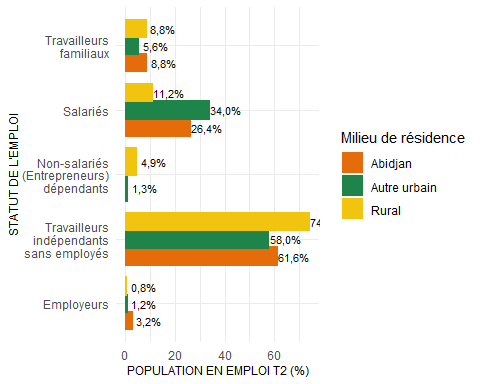 Travailleurs
familiaux
8,8%
5,6%
8,8%
Salariés
11,2%
34,0%
26,4%
Non-salariés
(Entrepreneurs)
dépendants
4,9%
1,3%
Travailleurs
indépendants
sans employés
74
58,0%
61,6%
Employeurs
0,8%
1,2%
3,2%
0 20 40 60
POPULATION EN EMPLOI T2 (%)
STATUT DE L'EMPLOI
Milieu de résidence
Abidjan
Autre urbain
Rural